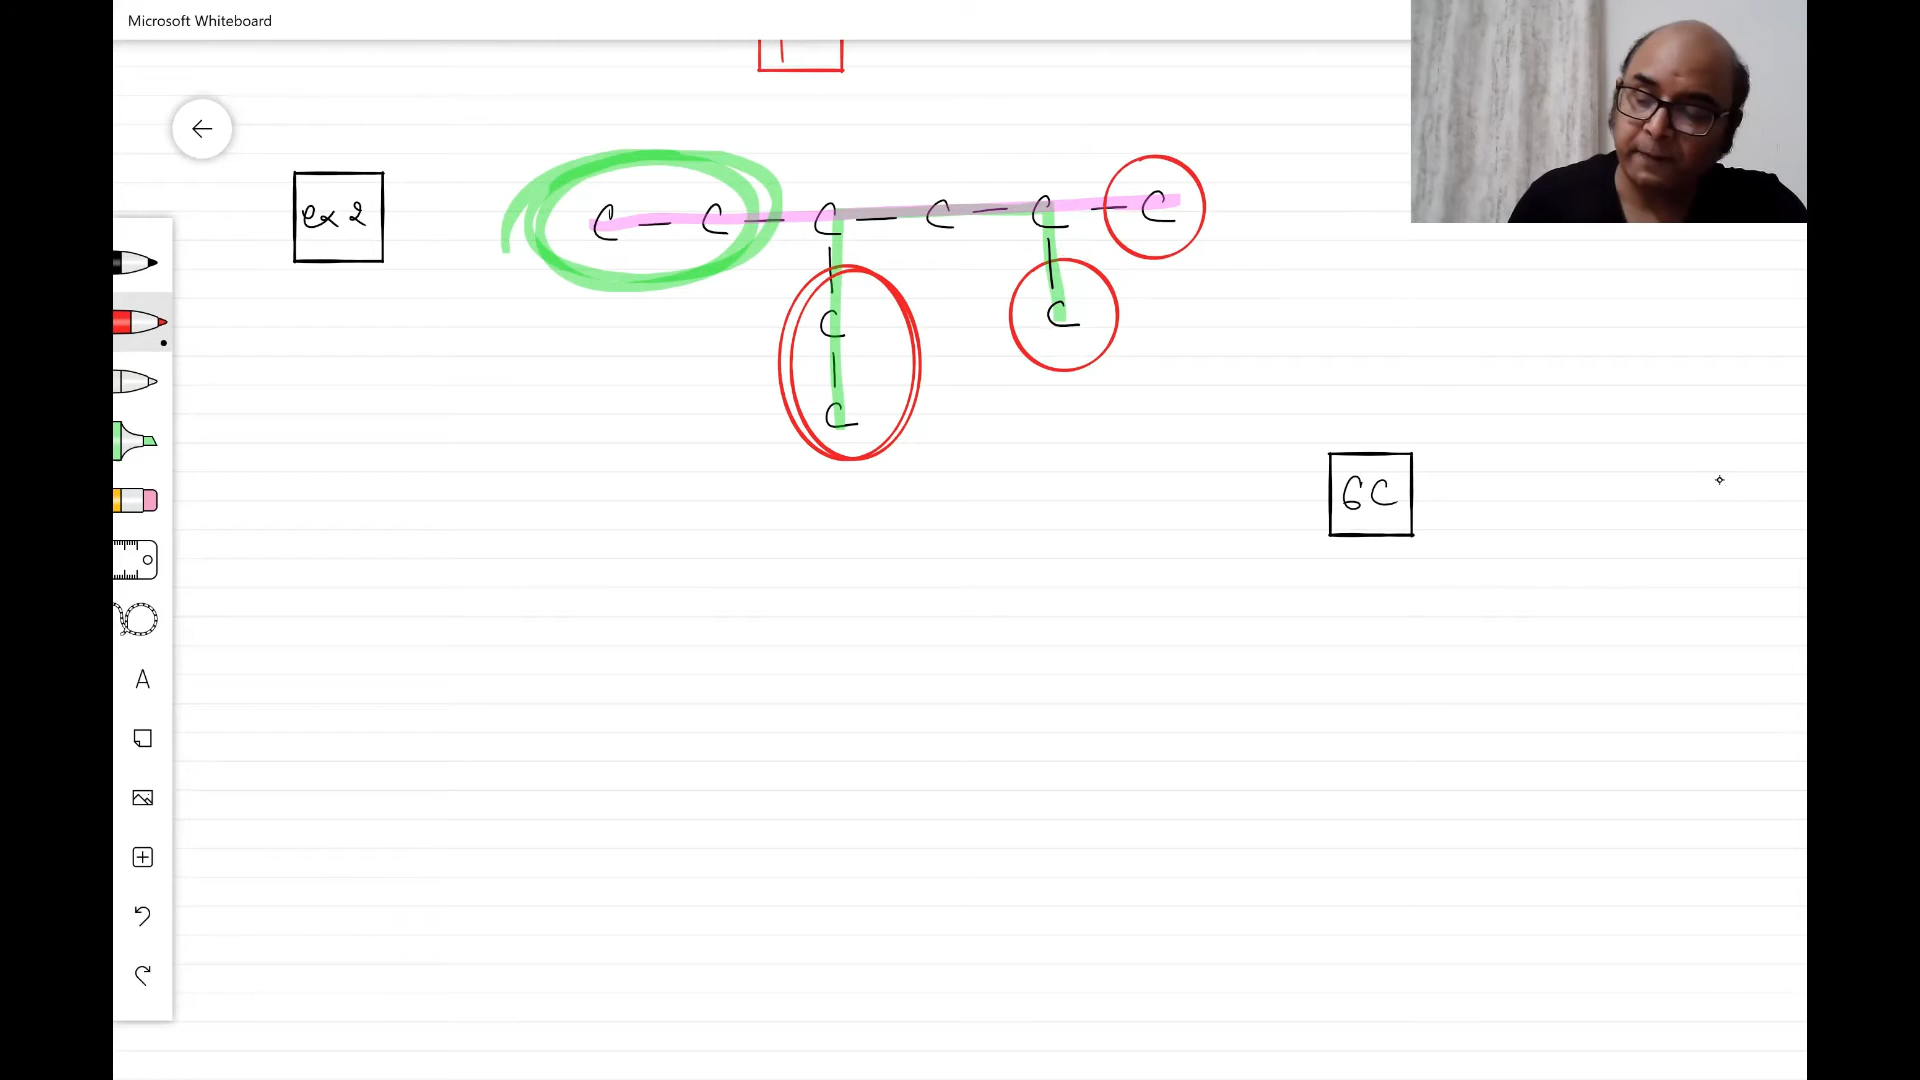 Microsoft Whiteboard
ex 2
C — C — C — C — C — C
C
C
C
6C
A